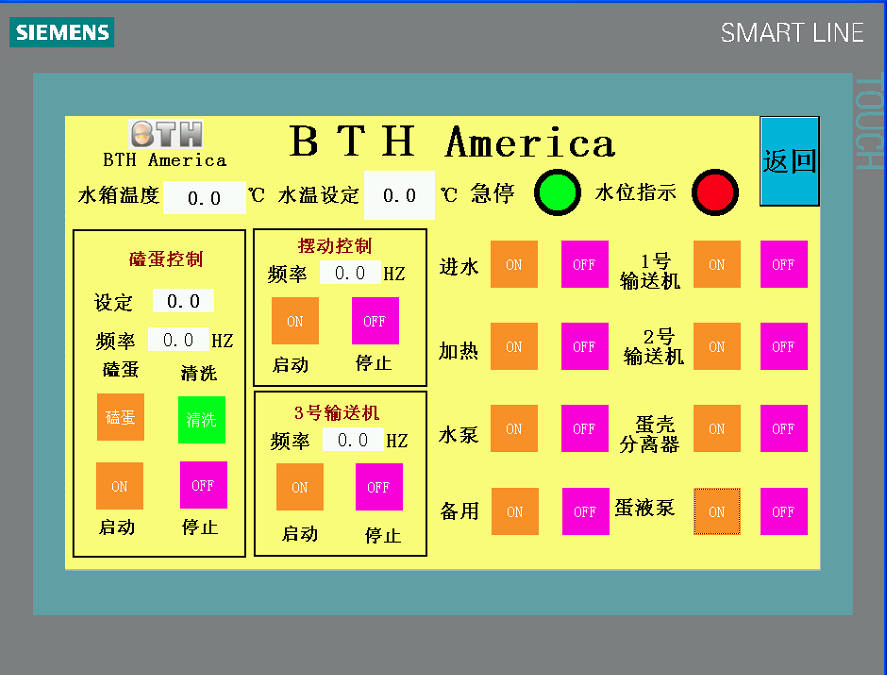 SIEMENS
SMART LINE
TOUCH
BTH
BTH America
BTH America
返回
水箱温度 0.0 ℃ 水温设定 0.0 ℃ 急停 水位指示
磕蛋控制
设定 0.0
频率 0.0 HZ
磕蛋 清洗
磕蛋 清洗
ON OFF
启动 停止
摆动控制
频率 0.0 HZ
ON OFF
启动 停止
3号输送机
频率 0.0 HZ
ON OFF
启动 停止
进水 ON OFF
加热 ON OFF
水泵 ON OFF
备用 ON OFF
1号
输送机 ON OFF
2号
输送机 ON OFF
蛋壳
分离器 ON OFF
蛋液泵 ON OFF